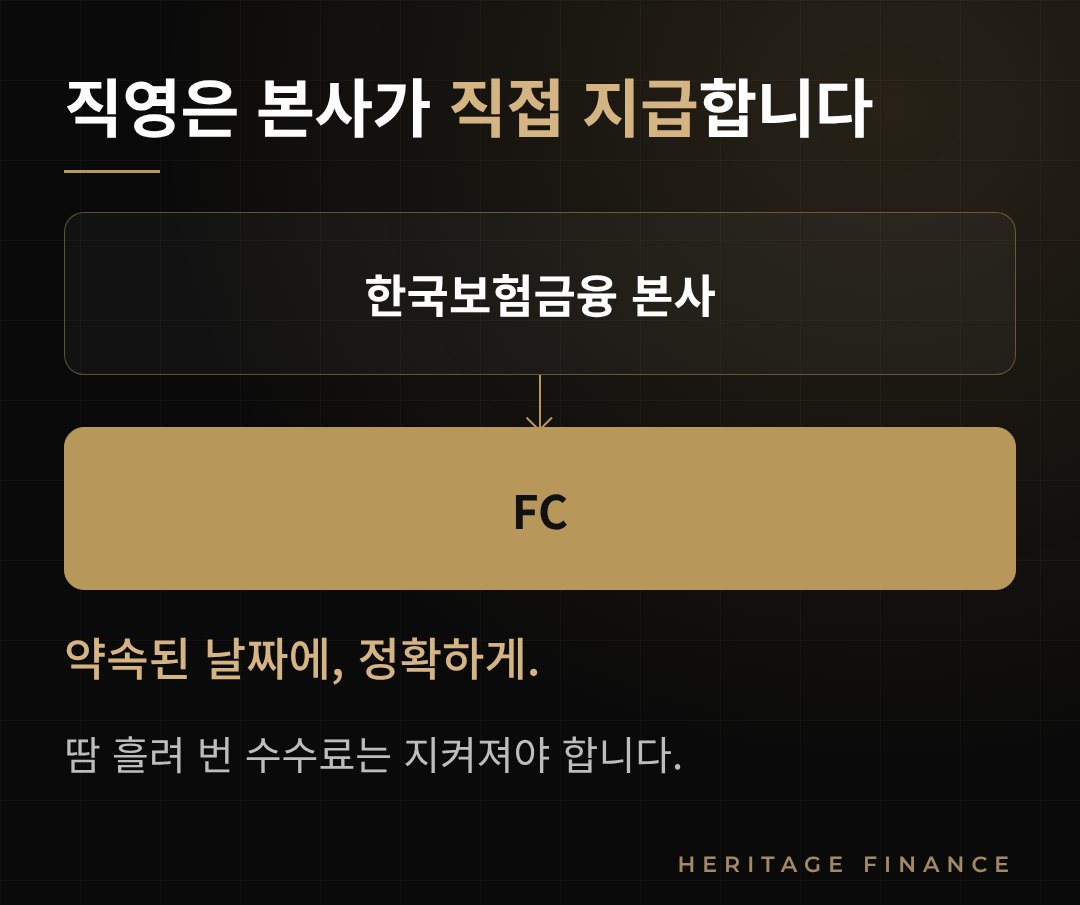 직영은 본사가 직접 지급합니다
한국보험금융 본사
FC
약속된 날짜에, 정확하게.
땀 흘려 번 수수료는 지켜져야 합니다.
HERITAGE FINANCE